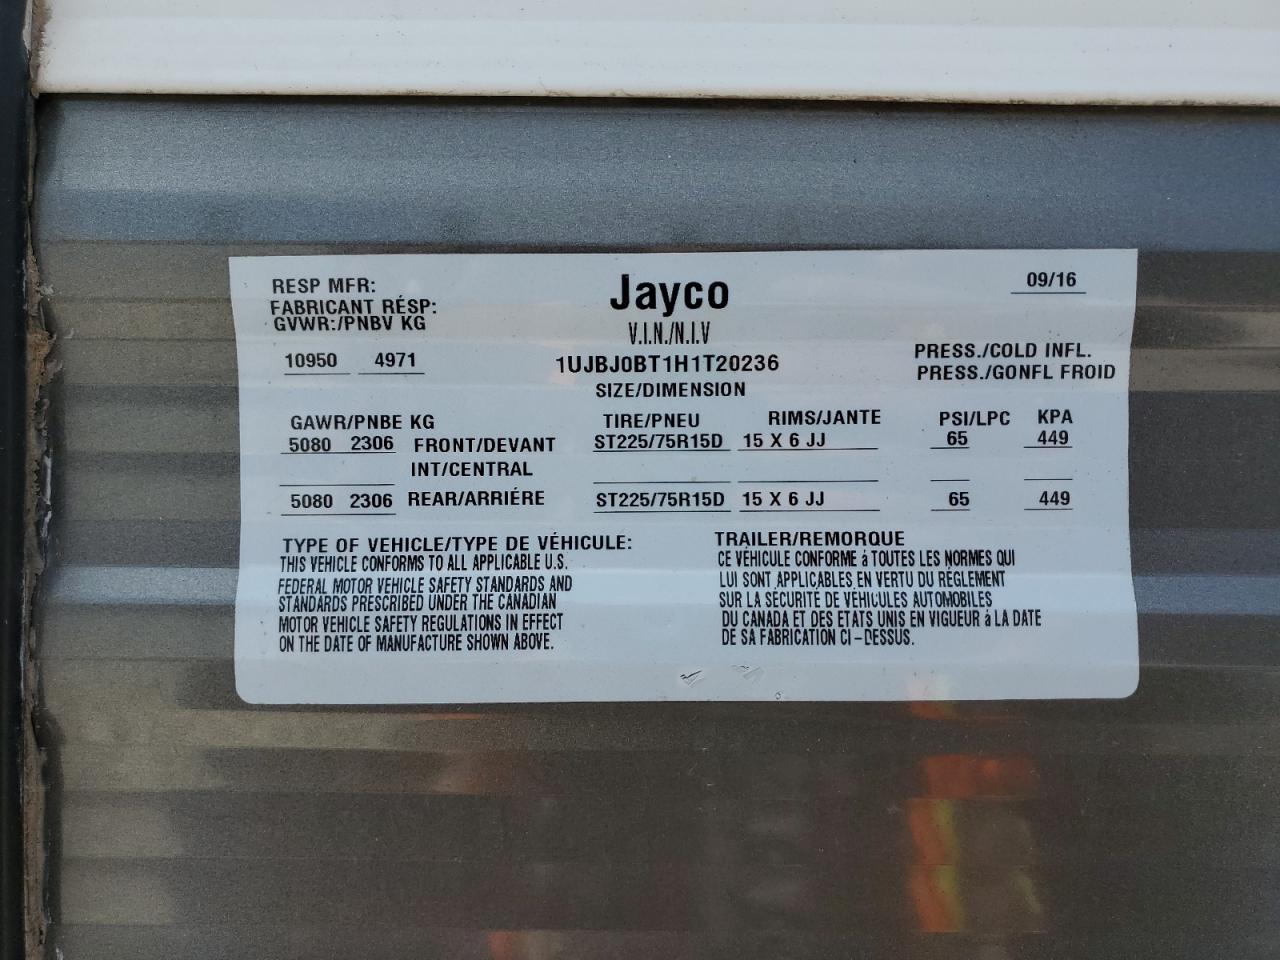 RESP MFR:
FABRICANT RÉSP:
GVWR:/PNBV KG
10950 4971
Jayco
V.I.N./N.I.V
1UJBJ0BT1H1T20236
SIZE/DIMENSION
09/16
PRESS./COLD INFL.
PRESS./GONFL FROID
GAWR/PNBE KG TIRE/PNEU RIMS/JANTE PSI/LPC KPA
5080 2306 FRONT/DEVANT ST225/75R15D 15 X 6 JJ 65 449
INT/CENTRAL
5080 2306 REAR/ARRIÉRE ST225/75R15D 15 X 6 JJ 65 449
TYPE OF VEHICLE/TYPE DE VÉHICULE: TRAILER/REMORQUE
THIS VEHICLE CONFORMS TO ALL APPLICABLE U.S.
FEDERAL MOTOR VEHICLE SAFETY STANDARDS AND
STANDARDS PRESCRIBED UNDER THE CANADIAN
MOTOR VEHICLE SAFETY REGULATIONS IN EFFECT
ON THE DATE OF MANUFACTURE SHOWN ABOVE.
CE VÉHICULE CONFORME á TOUTES LES NORMES QUI
LUI SONT APPLICABLES EN VERTU DU RÉGLEMENT
SUR LA SÉCURITE DE VÉHICULES AUTOMOBILES
DU CANADA ET DES ETATS UNIS EN VIGUEUR á LA DATE
DE SA FABRICATION CI-DESSUS.